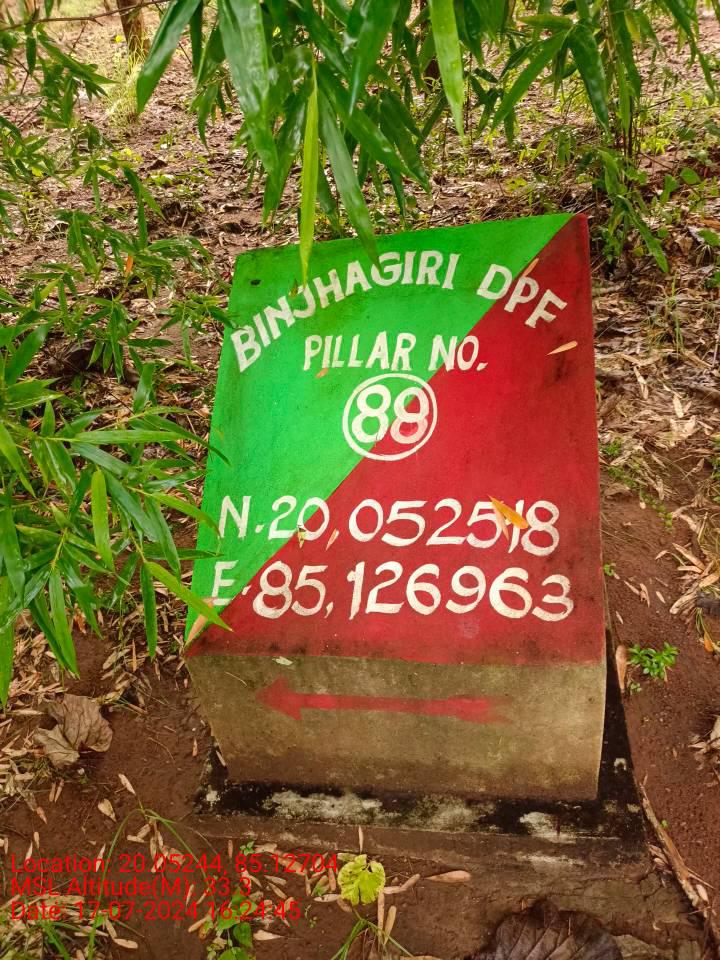 BINJHAGIRI DPF
PILLAR NO.
88
N.20,052518
E.85,126963
Location: 20.05244, 85.12704
MSL Altitude(M): 33.3
Date: 17-07-2024 16:24:45